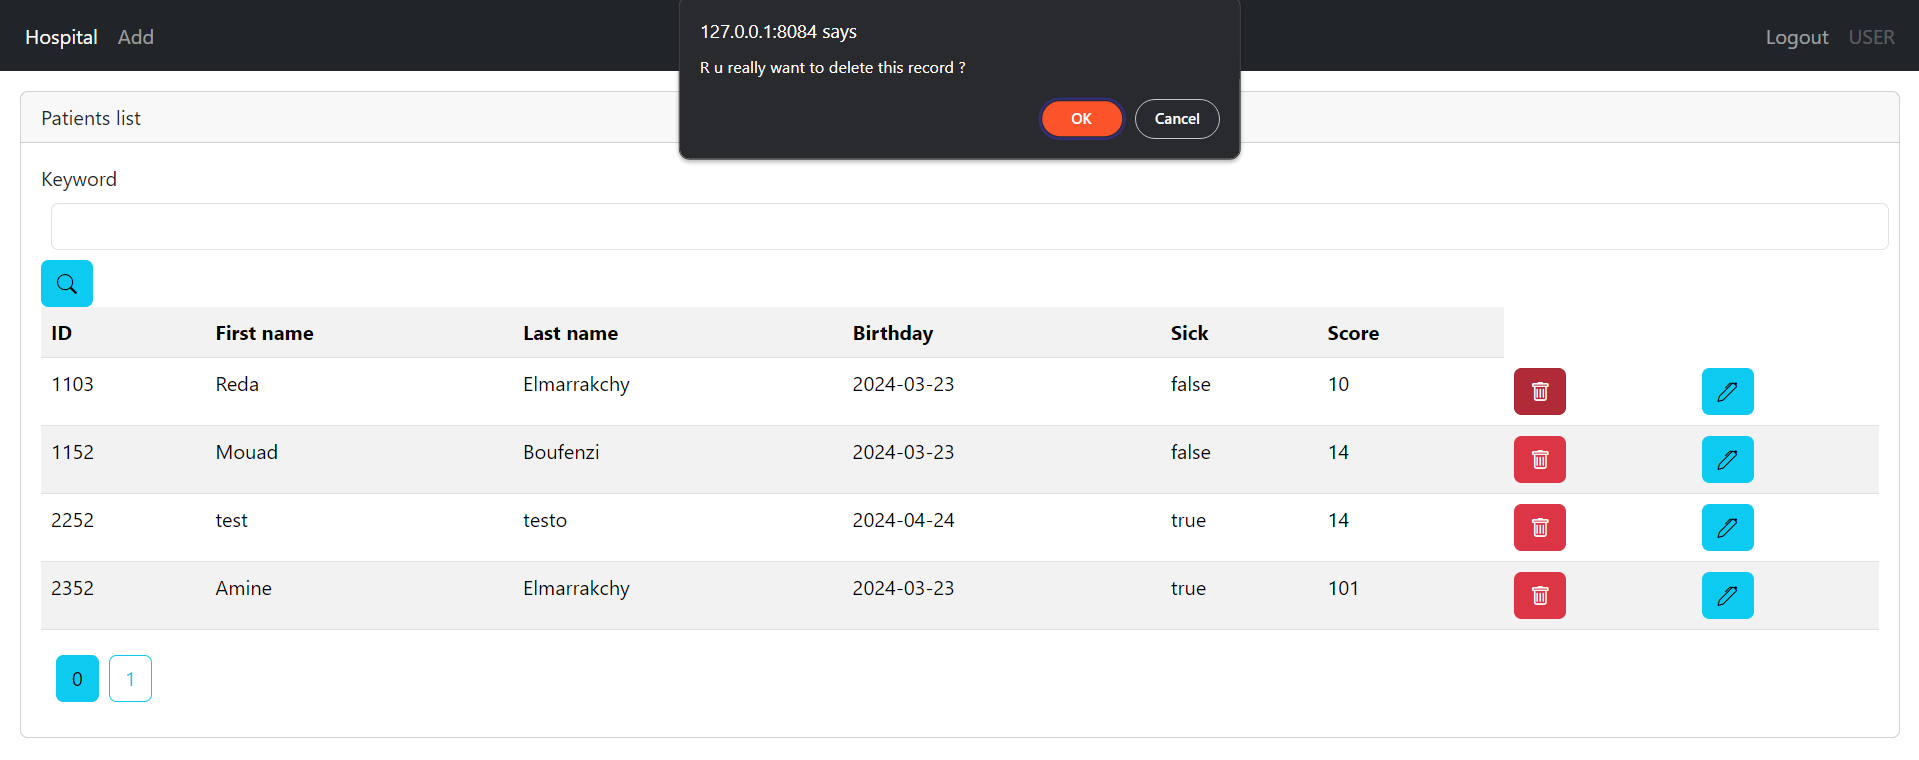 Hospital Add Logout USER
127.0.0.1:8084 says
R u really want to delete this record ?
OK Cancel
Patients list
Keyword
ID First name Last name Birthday Sick Score
1103 Reda Elmarrakchy 2024-03-23 false 10
1152 Mouad Boufenzi 2024-03-23 false 14
2252 test testo 2024-04-24 true 14
2352 Amine Elmarrakchy 2024-03-23 true 101
0 1